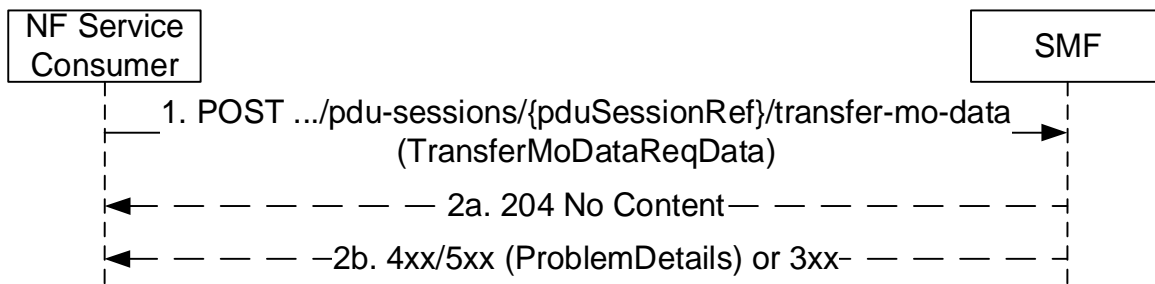 NF Service
Consumer
SMF
1. POST .../pdu-sessions/{pduSessionRef}/transfer-mo-data
(TransferMoDataReqData)
2a. 204 No Content
2b. 4xx/5xx (ProblemDetails) or 3xx